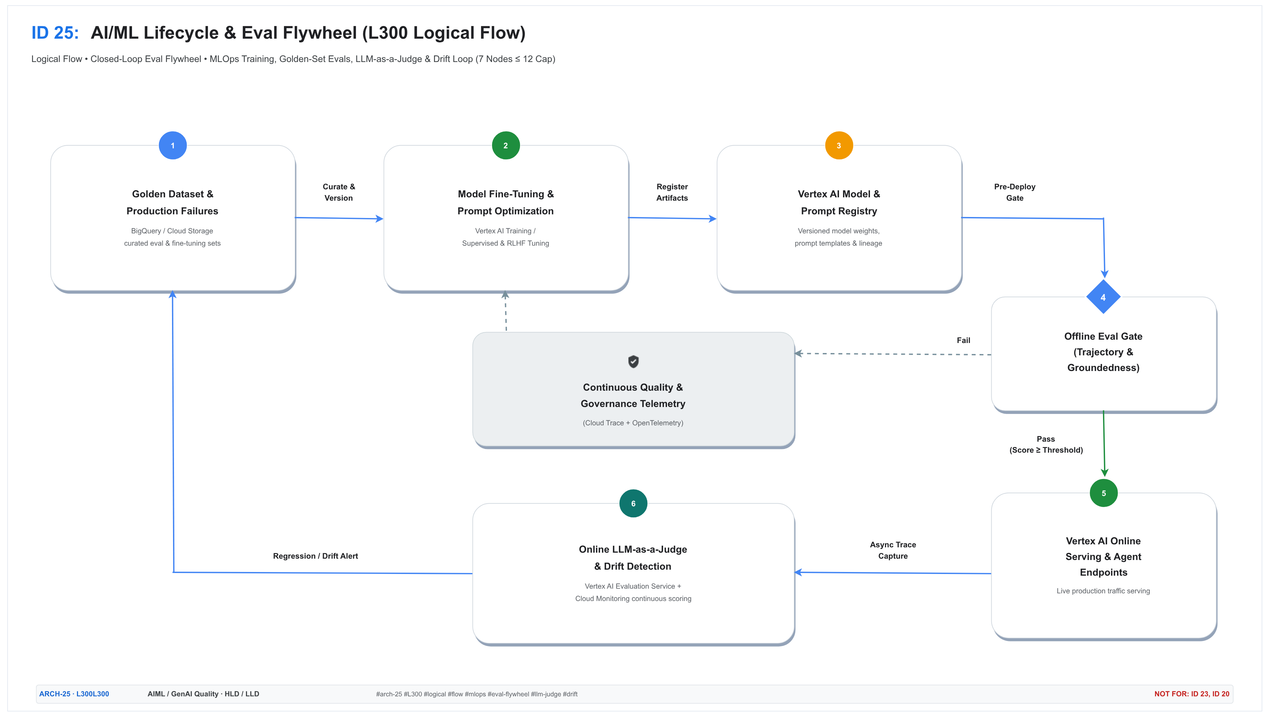 ID 25: AI/ML Lifecycle & Eval Flywheel (L300 Logical Flow)
Logical Flow • Closed-Loop Eval Flywheel • MLOps Training, Golden-Set Evals, LLM-as-a-Judge & Drift Loop (7 Nodes ≤ 12 Cap)
1
Golden Dataset &
Production Failures
BigQuery / Cloud Storage
curated eval & fine-tuning sets
Curate &
Version
2
Model Fine-Tuning &
Prompt Optimization
Vertex AI Training /
Supervised & RLHF Tuning
Register
Artifacts
3
Vertex AI Model &
Prompt Registry
Versioned model weights,
prompt templates & lineage
Pre-Deploy
Gate
4
Offline Eval Gate
(Trajectory &
Groundedness)
Fail
Continuous Quality &
Governance Telemetry
(Cloud Trace + OpenTelemetry)
Pass
(Score ≥ Threshold)
5
Vertex AI Online
Serving & Agent
Endpoints
Live production traffic serving
Async Trace
Capture
6
Online LLM-as-a-Judge
& Drift Detection
Vertex AI Evaluation Service +
Cloud Monitoring continuous scoring
Regression / Drift Alert
ARCH-25 · L300L300
AIML / GenAI Quality · HLD / LLD
#arch-25 #L300 #logical #flow #mlops #eval-flywheel #llm-judge #drift
NOT FOR: ID 23, ID 20